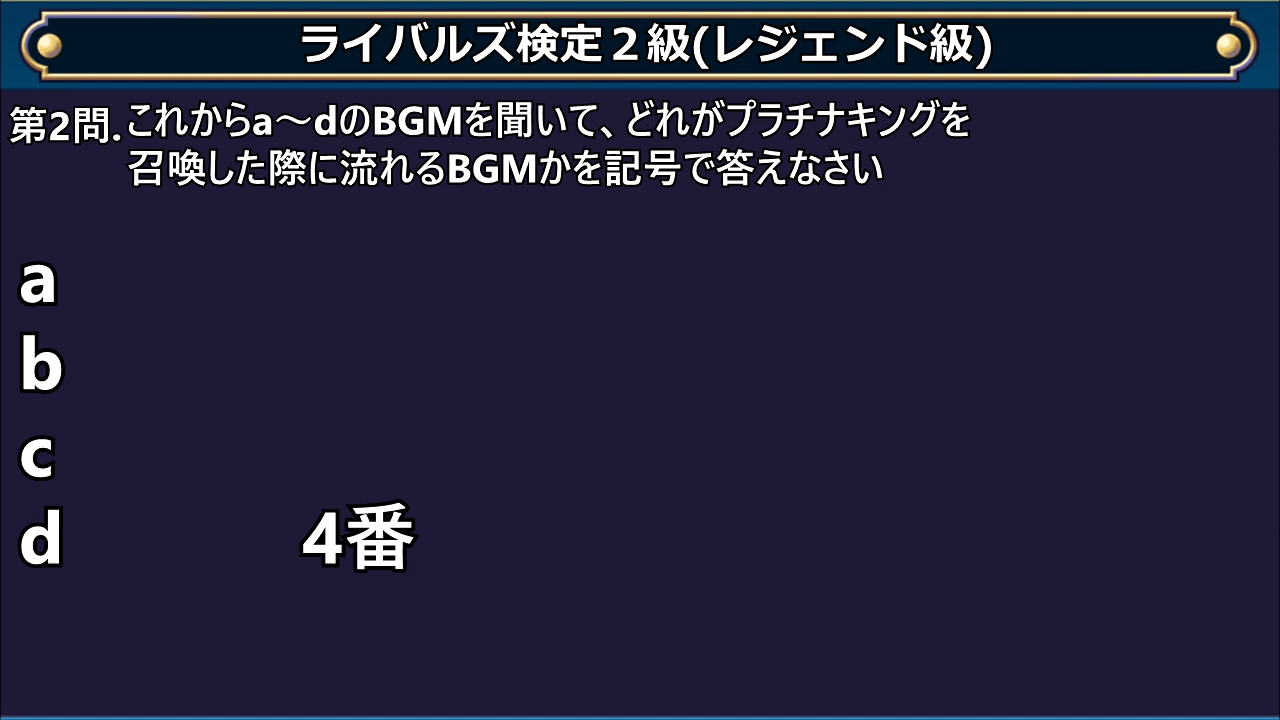 ライバルズ検定２級(レジェンド級)
第2問.これからa～dのBGMを聞いて、どれがプラチナキングを
召喚した際に流れるBGMかを記号で答えなさい
a
b
c
d 4番